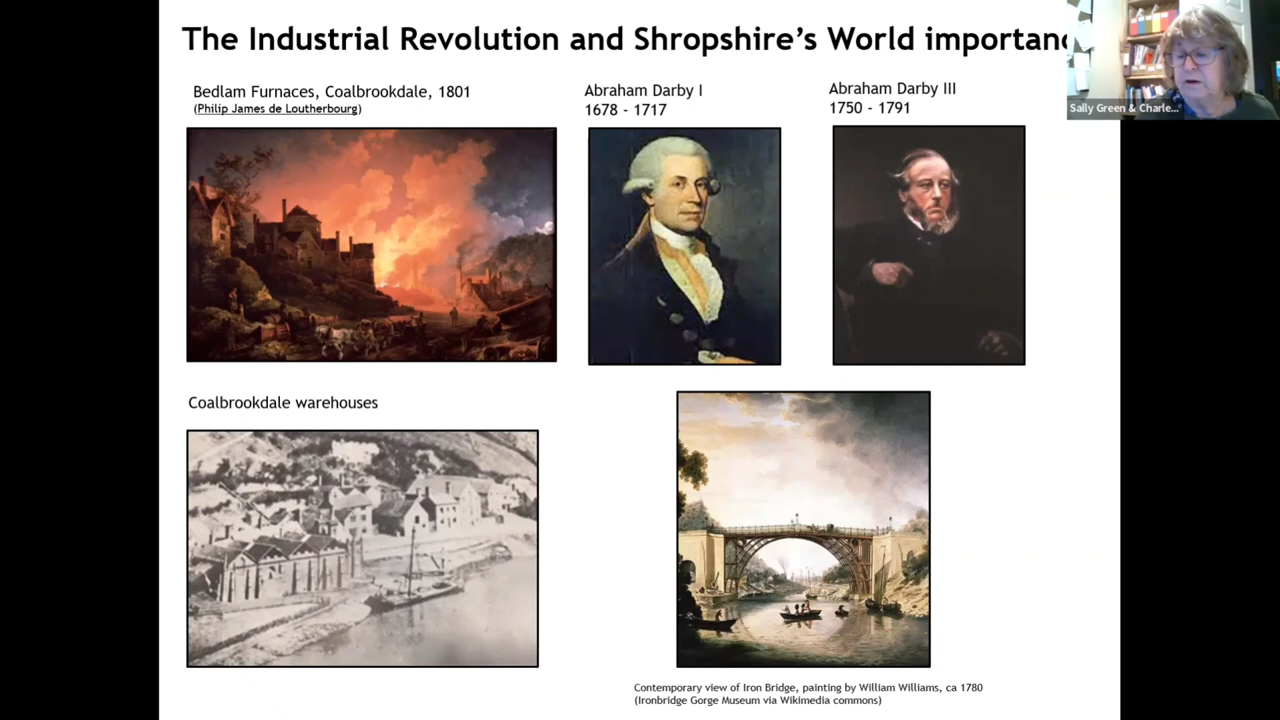 The Industrial Revolution and Shropshire's World importanc
Sally Green & Charle...
Bedlam Furnaces, Coalbrookdale, 1801
(Philip James de Loutherbourg)
Abraham Darby I
1678 - 1717
Abraham Darby III
1750 - 1791
Coalbrookdale warehouses
Contemporary view of Iron Bridge, painting by William Williams, ca 1780
(Ironbridge Gorge Museum via Wikimedia commons)